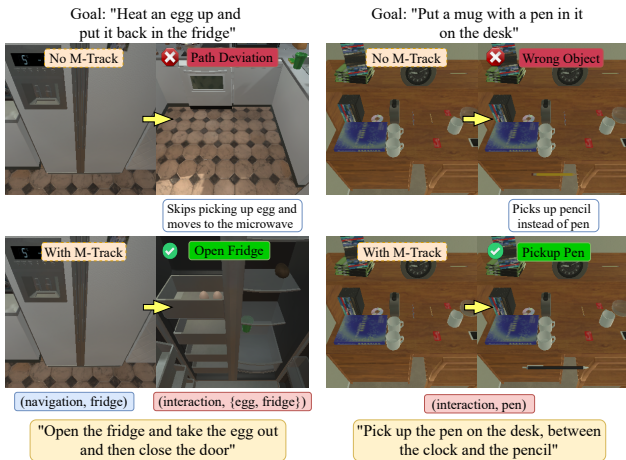 Goal: "Heat an egg up and
put it back in the fridge"
No M-Track
Path Deviation
Skips picking up egg and
moves to the microwave
With M-Track
Open Fridge
(navigation, fridge)
(interaction, {egg, fridge})
"Open the fridge and take the egg out
and then close the door"
Goal: "Put a mug with a pen in it
on the desk"
No M-Track
Wrong Object
Picks up pencil
instead of pen
With M-Track
Pickup Pen
(interaction, pen)
"Pick up the pen on the desk, between
the clock and the pencil"